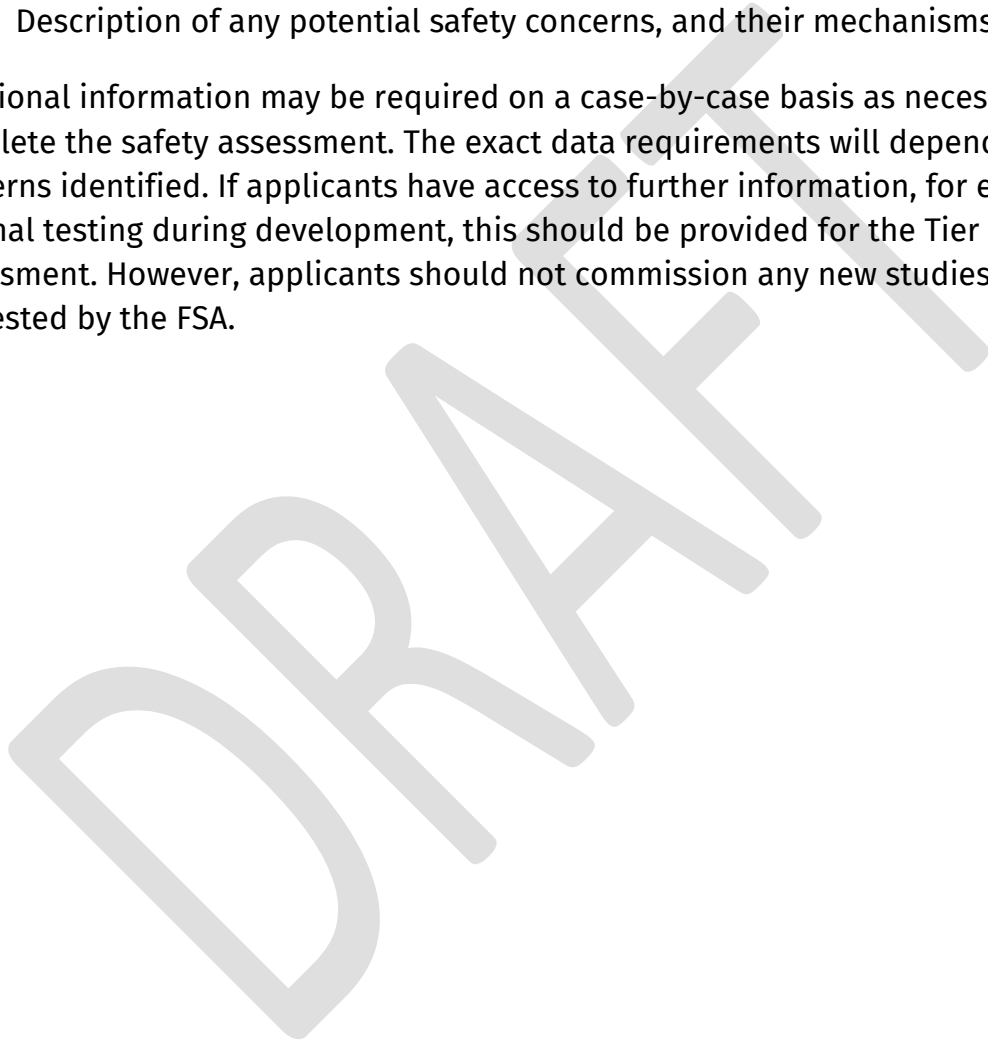 Description of any potential safety concerns, and their mechanisms
ional information may be required on a case-by-case basis as neces
lete the safety assessment. The exact data requirements will depend
erns identified. If applicants have access to further information, for e
nal testing during development, this should be provided for the Tier
sment. However, applicants should not commission any new studies
ested by the FSA.
DRAFT